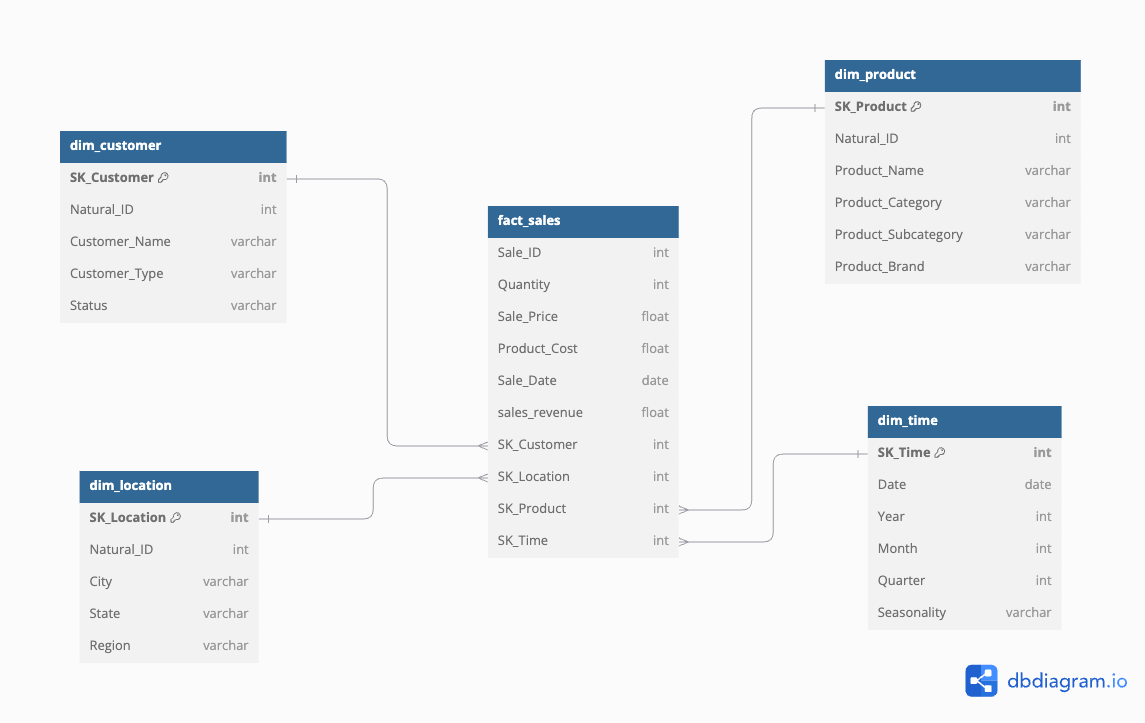 dim_customer
SK_Customer int
Natural_ID int
Customer_Name varchar
Customer_Type varchar
Status varchar
dim_location
SK_Location int
Natural_ID int
City varchar
State varchar
Region varchar
fact_sales
Sale_ID int
Quantity int
Sale_Price float
Product_Cost float
Sale_Date date
sales_revenue float
SK_Customer int
SK_Location int
SK_Product int
SK_Time int
dim_product
SK_Product int
Natural_ID int
Product_Name varchar
Product_Category varchar
Product_Subcategory varchar
Product_Brand varchar
dim_time
SK_Time int
Date date
Year int
Month int
Quarter int
Seasonality varchar
dbdiagram.io